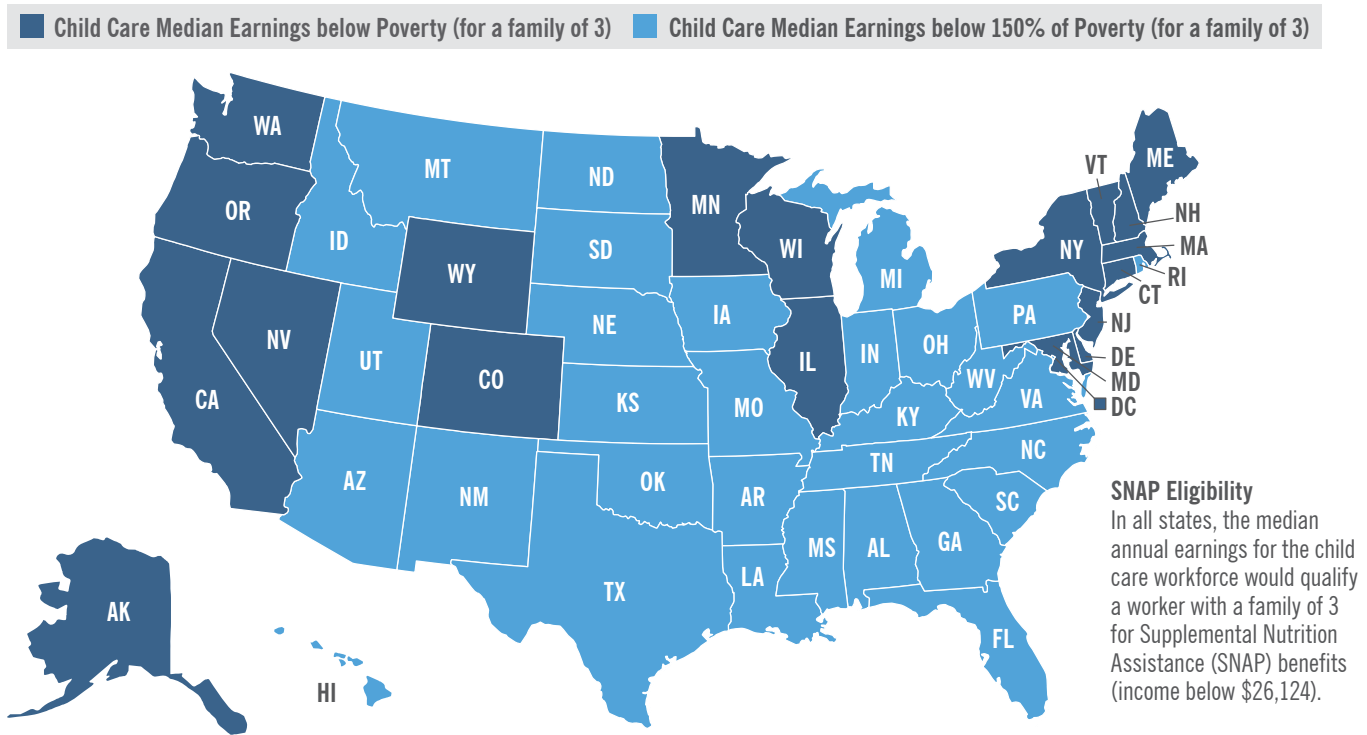 Child Care Median Earnings below Poverty (for a family of 3) Child Care Median Earnings below 150% of Poverty (for a family of 3)
WA
MT
ND
MN
VT
ME
OR
ID
SD
WI
MI
NY
NH
MA
RI
CT
WY
NV
UT
CO
NE
IA
IL
IN
OH
PA
NJ
DE
MD
DC
CA
KS
MO
KY
WV
VA
AZ
NM
OK
AR
TN
NC
SC
TX
LA
MS
AL
GA
FL
AK
HI
SNAP Eligibility
In all states, the median
annual earnings for the child
care workforce would qualify
a worker with a family of 3
for Supplemental Nutrition
Assistance (SNAP) benefits
(income below $26,124).